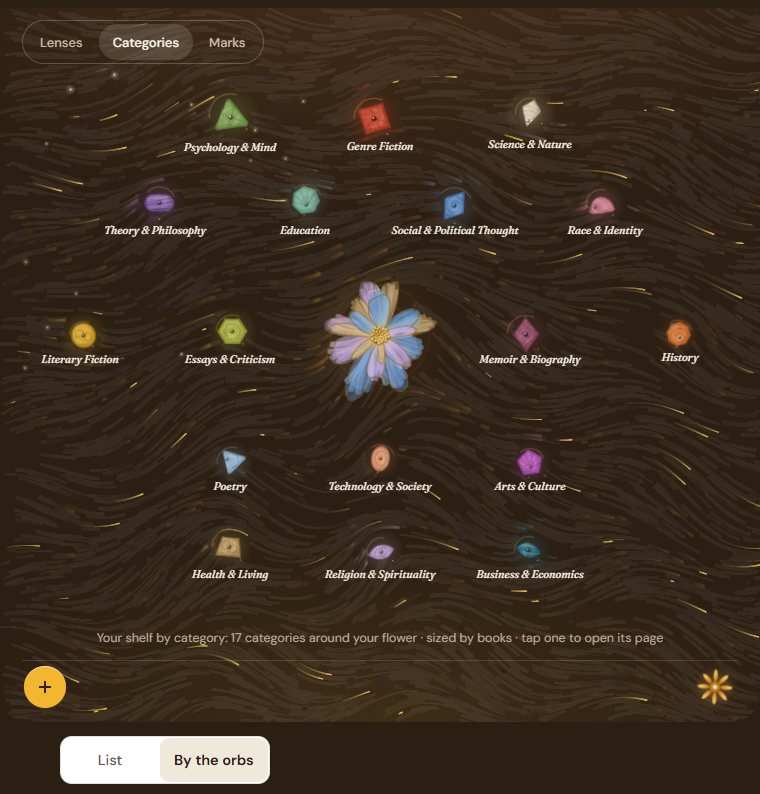 Lenses Categories Marks
Psychology & Mind
Genre Fiction
Science & Nature
Theory & Philosophy
Education
Social & Political Thought
Race & Identity
Literary Fiction
Essays & Criticism
Memoir & Biography
History
Poetry
Technology & Society
Arts & Culture
Health & Living
Religion & Spirituality
Business & Economics
Your shelf by category: 17 categories around your flower · sized by books · tap one to open its page
+
List By the orbs